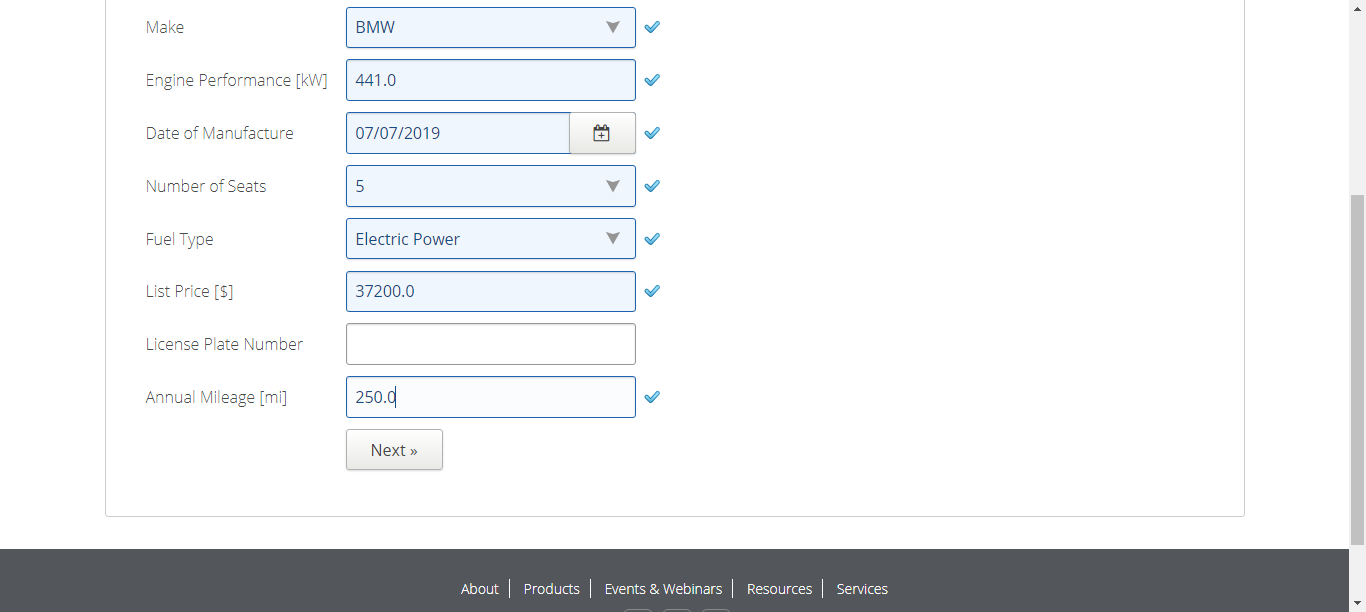 Make BMW
Engine Performance [kW] 441.0
Date of Manufacture 07/07/2019
Number of Seats 5
Fuel Type Electric Power
List Price [$] 37200.0
License Plate Number
Annual Mileage [mi] 250.0
Next »
About Products Events & Webinars Resources Services